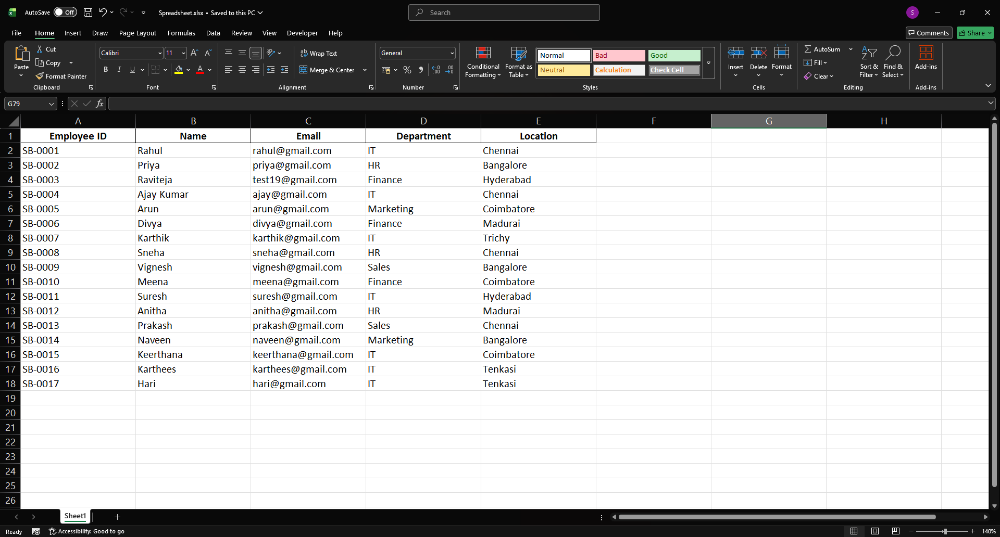 AutoSave Off Spreadsheet.xlsx • Saved to this PC Search S
File Home Insert Draw Page Layout Formulas Data Review View Developer Help Comments Share
Paste
Cut
Copy
Format Painter
Clipboard
Calibri 11
B I U A
Font
Wrap Text
Merge & Center
Alignment
General
Number
Conditional Formatting
Format as Table
Normal Bad Good
Neutral Calculation Check Cell
Styles
Insert Delete Format
Cells
AutoSum
Fill
Clear
Sort & Filter
Find & Select
Editing
Add-ins
Add-ins
G79 fx
A B C D E F G H
1 Employee ID Name Email Department Location
2 SB-0001 Rahul rahul@gmail.com IT Chennai
3 SB-0002 Priya priya@gmail.com HR Bangalore
4 SB-0003 Raviteja test19@gmail.com Finance Hyderabad
5 SB-0004 Ajay Kumar ajay@gmail.com IT Chennai
6 SB-0005 Arun arun@gmail.com Marketing Coimbatore
7 SB-0006 Divya divya@gmail.com Finance Madurai
8 SB-0007 Karthik karthik@gmail.com IT Trichy
9 SB-0008 Sneha sneha@gmail.com HR Chennai
10 SB-0009 Vignesh vignesh@gmail.com Sales Bangalore
11 SB-0010 Meena meena@gmail.com Finance Coimbatore
12 SB-0011 Suresh suresh@gmail.com IT Hyderabad
13 SB-0012 Anitha anitha@gmail.com HR Madurai
14 SB-0013 Prakash prakash@gmail.com Sales Chennai
15 SB-0014 Naveen naveen@gmail.com Marketing Bangalore
16 SB-0015 Keerthana keerthana@gmail.com IT Coimbatore
17 SB-0016 Karthees karthees@gmail.com IT Tenkasi
18 SB-0017 Hari hari@gmail.com IT Tenkasi
19
20
21
22
23
24
25
26
Sheet1
Ready Accessibility: Good to go 140%